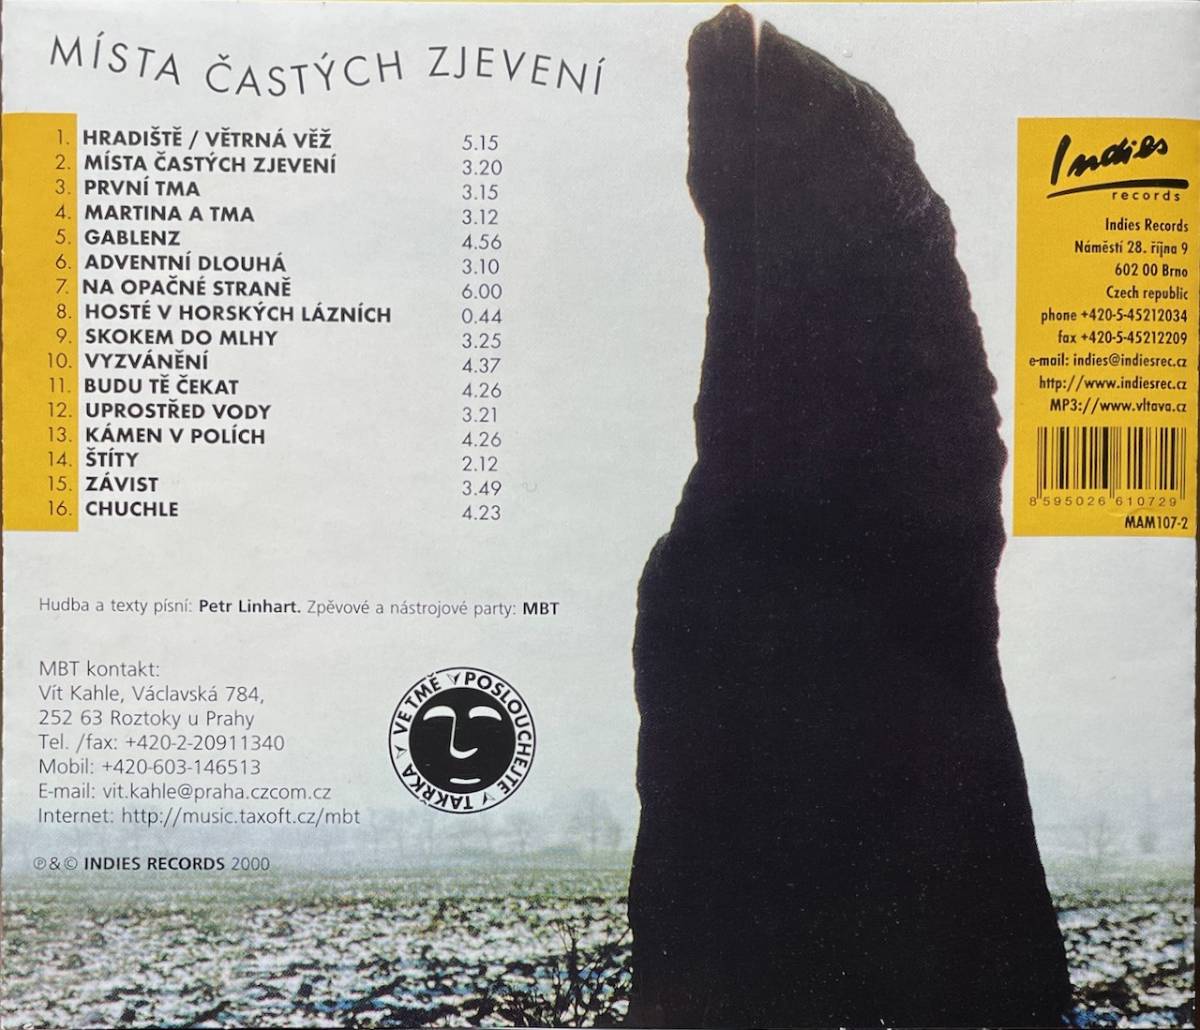 MÍSTA ČASTÝCH ZJEVENÍ
1. HRADIŠTĚ / VĚTRNÁ VĚŽ 5.15
2. MÍSTA ČASTÝCH ZJEVENÍ 3.20
3. PRVNÍ TMA 3.15
4. MARTINA A TMA 3.12
5. GABLENZ 4.56
6. ADVENTNÍ DLOUHÁ 3.10
7. NA OPAČNÉ STRANĚ 6.00
8. HOSTÉ V HORSKÝCH LÁZNÍCH 0.44
9. SKOKEM DO MLHY 3.25
10. VYZVÁNĚNÍ 4.37
11. BUDU TĚ ČEKAT 4.26
12. UPROSTŘED VODY 3.21
13. KÁMEN V POLÍCH 4.26
14. ŠTÍTY 2.12
15. ZÁVIST 3.49
16. CHUCHLE 4.23
Hudba a texty písní: Petr Linhart. Zpěvové a nástrojové party: MBT
MBT kontakt:
Vít Kahle, Václavská 784,
252 63 Roztoky u Prahy
Tel. /fax: +420-2-20911340
Mobil: +420-603-146513
E-mail: vit.kahle@praha.czcom.cz
Internet: http://music.taxoft.cz/mbt
℗ & © INDIES RECORDS 2000
POSLOUCHEJTE TAKŘKA VE TMĚ
Indies
records
Indies Records
Náměstí 28. října 9
602 00 Brno
Czech republic
phone +420-5-45212034
fax +420-5-45212209
e-mail: indies@indiesrec.cz
http://www.indiesrec.cz
MP3://www.vltava.cz
8 595026 610729
MAM107-2